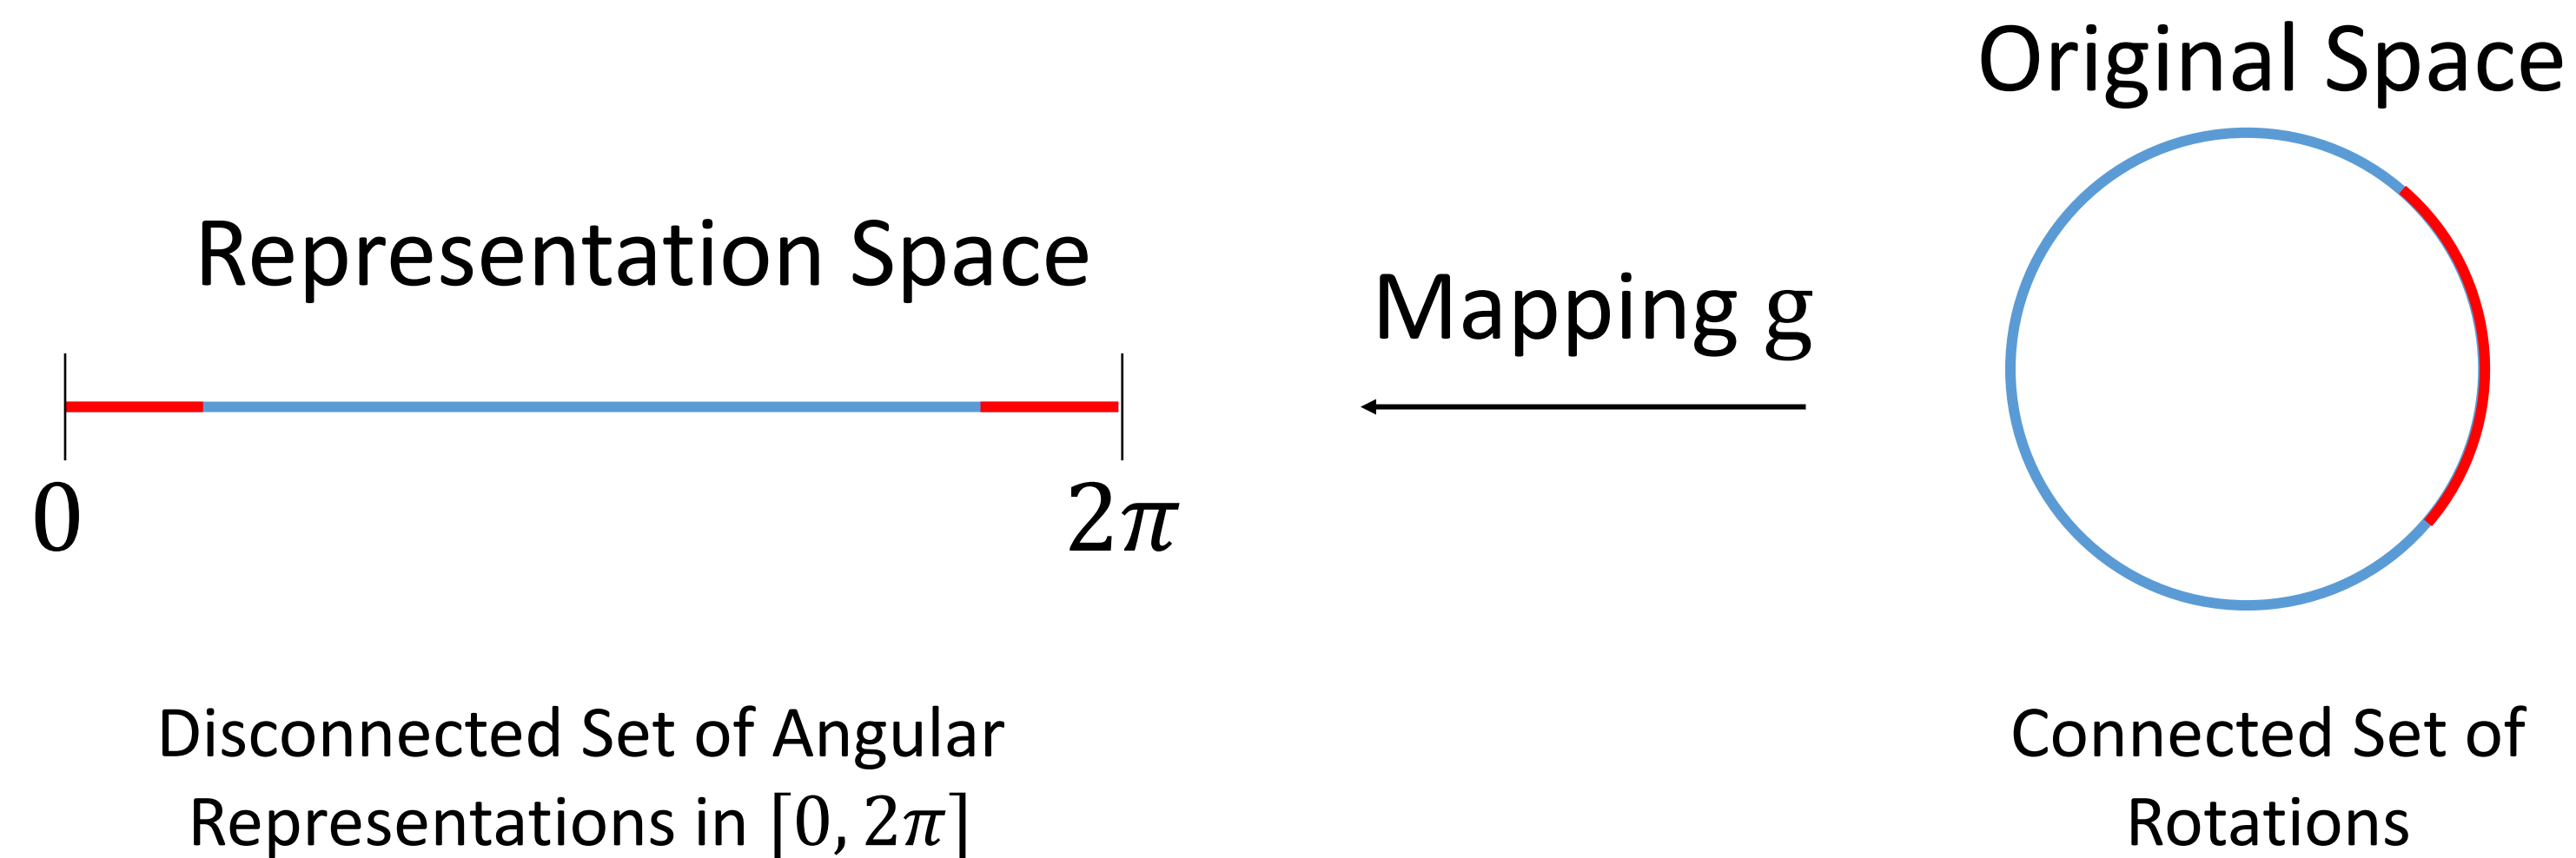 Original Space
Representation Space
Mapping g
0
2π
Disconnected Set of Angular
Representations in [0, 2π]
Connected Set of
Rotations